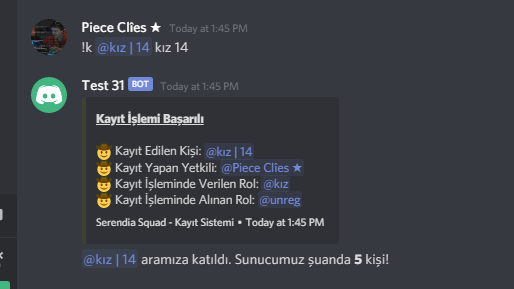 Piece Clîes ★ Today at 1:45 PM
!k @kız | 14 kız 14
Test 31 BOT Today at 1:45 PM
Kayıt İşlemi Başarılı
Kayıt Edilen Kişi: @kız | 14
Kayıt Yapan Yetkili: @Piece Clîes ★
Kayıt İşleminde Verilen Rol: @kız
Kayıt İşleminde Alınan Rol: @unreg
Serendia Squad - Kayıt Sistemi • Today at 1:45 PM
@kız | 14 aramıza katıldı. Sunucumuz şuanda 5 kişi!